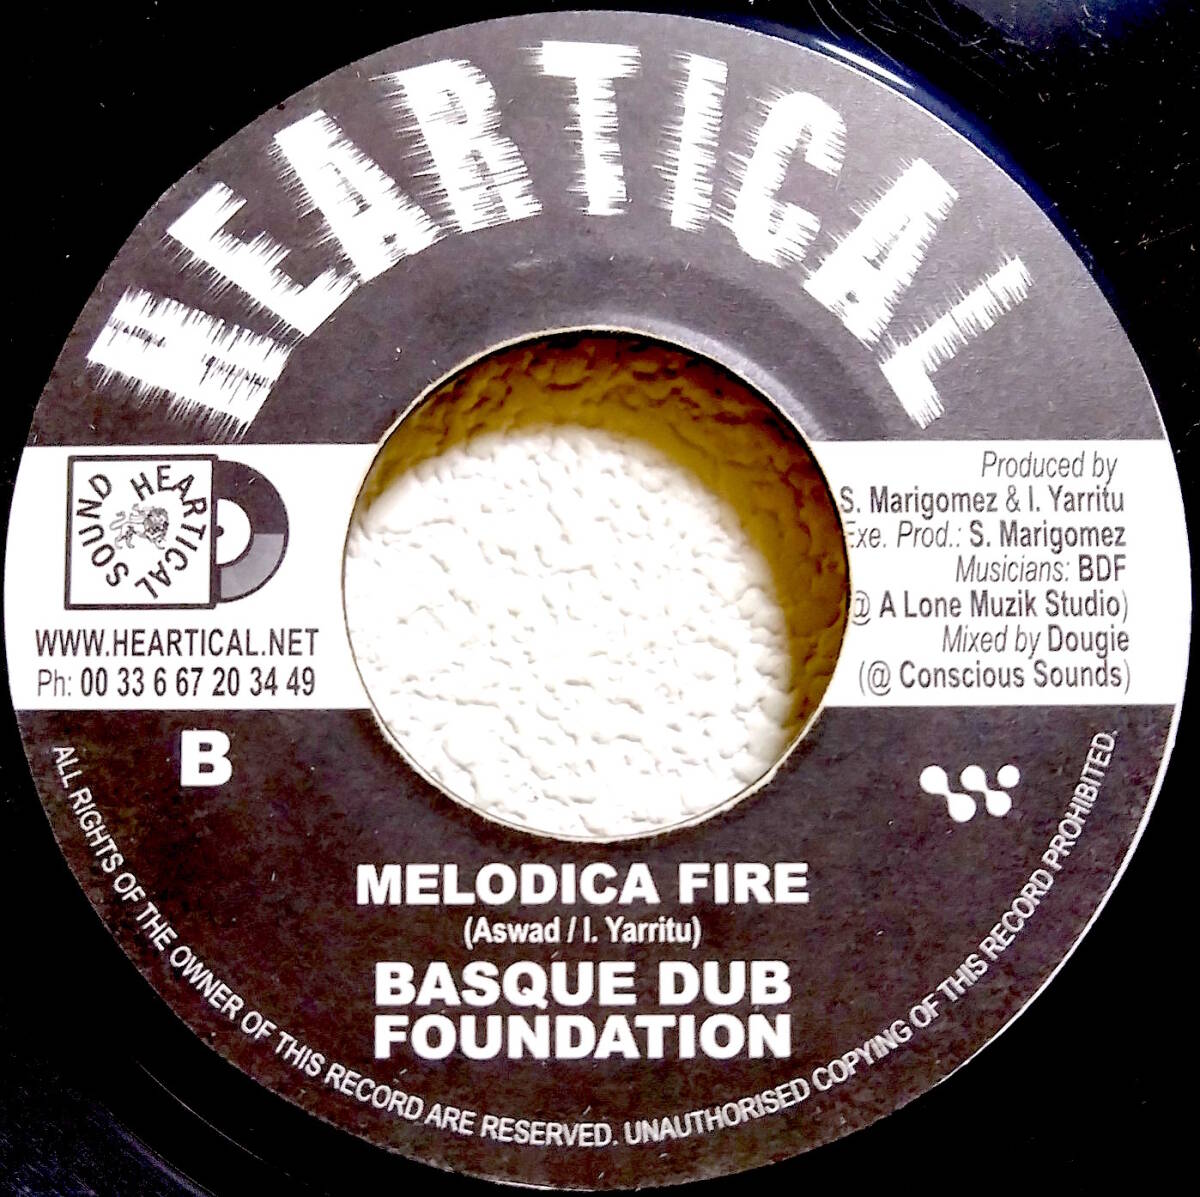 HEARTICAL
HEARTICAL SOUND
WWW.HEARTICAL.NET
Ph: 00 33 6 67 20 34 49
Produced by
S. Marigomez & I. Yarritu
Exe. Prod.: S. Marigomez
Musicians: BDF
(@ A Lone Muzik Studio)
Mixed by Dougie
(@ Conscious Sounds)
B
MELODICA FIRE
(Aswad / I. Yarritu)
BASQUE DUB
FOUNDATION
ALL RIGHTS OF THE OWNER OF THIS RECORD ARE RESERVED. UNAUTHORISED COPYING OF THIS RECORD PROHIBITED.